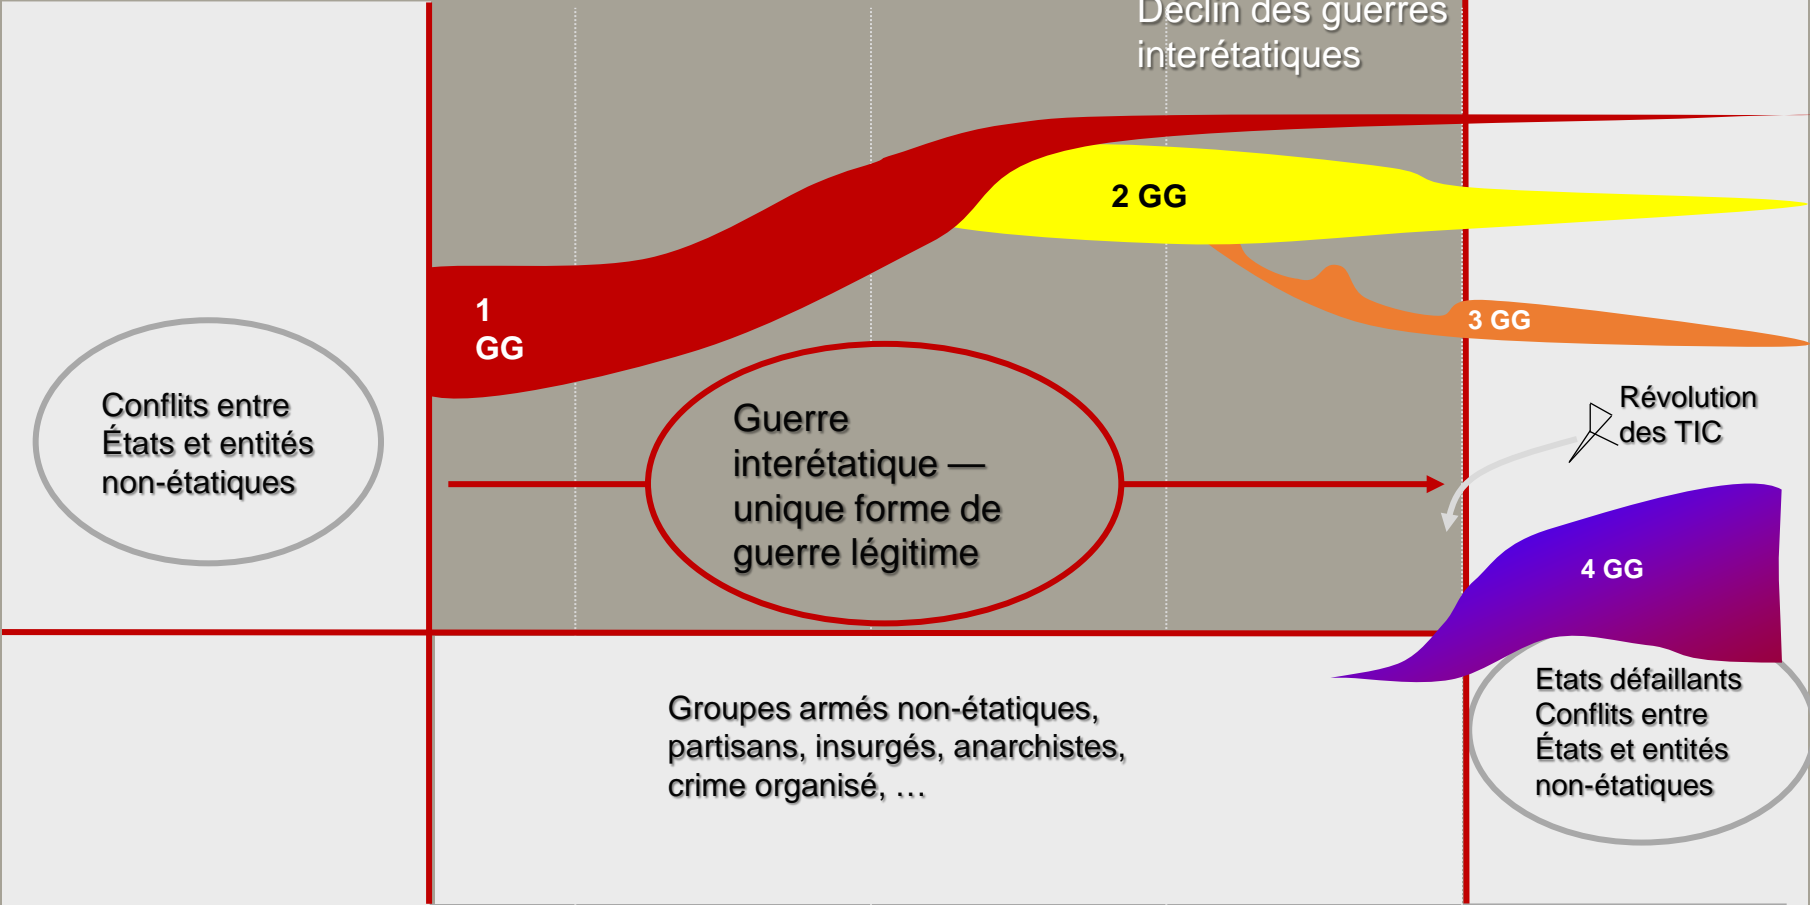 Déclin des guerres
interétatiques
2 GG
1
GG
3 GG
Conflits entre
États et entités
non-étatiques
Guerre
interétatique —
unique forme de
guerre légitime
Révolution
des TIC
4 GG
Groupes armés non-étatiques,
partisans, insurgés, anarchistes,
crime organisé, …
Etats défaillants
Conflits entre
États et entités
non-étatiques